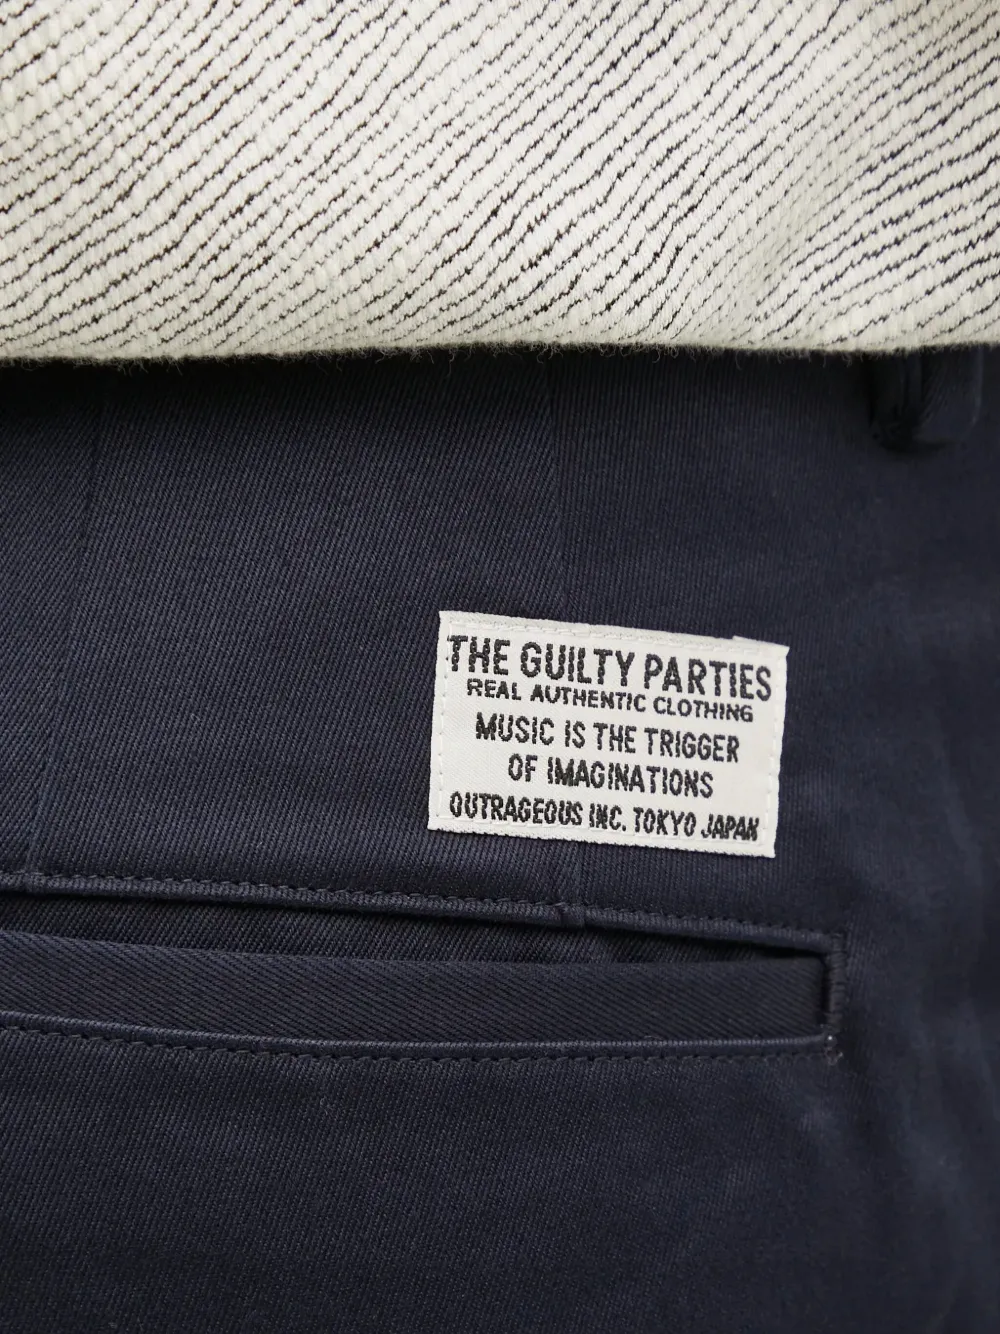 THE GUILTY PARTIES
REAL AUTHENTIC CLOTHING
MUSIC IS THE TRIGGER
OF IMAGINATIONS
OUTRAGEOUS INC. TOKYO JAPAN